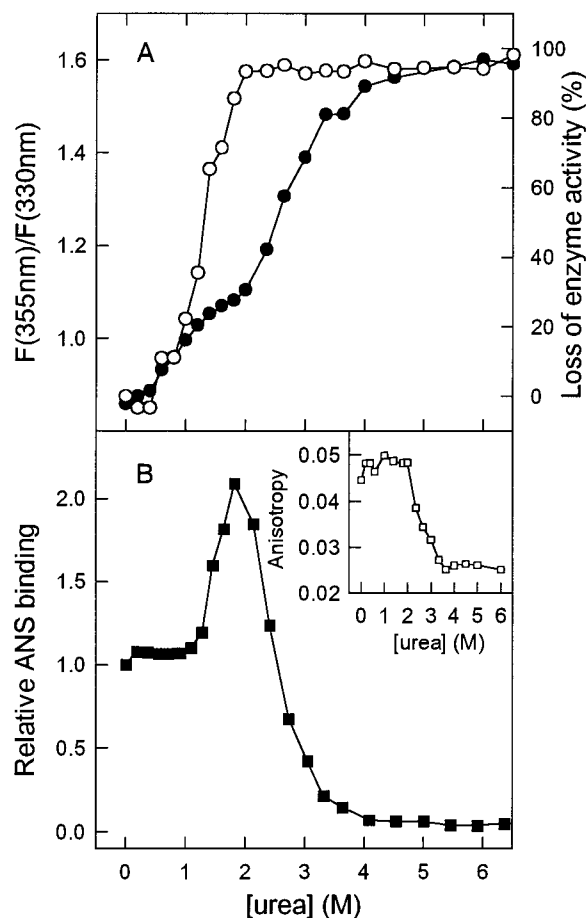 A
F(355nm)/F(330nm)
1.6
1.4
1.2
1.0
Loss of enzyme activity (%)
100
80
60
40
20
0
B
Relative ANS binding
2.0
1.5
1.0
0.5
0.0
0 1 2 3 4 5 6
[urea] (M)
Anisotropy
0.05
0.04
0.03
0.02
0 1 2 3 4 5 6
[urea] (M)